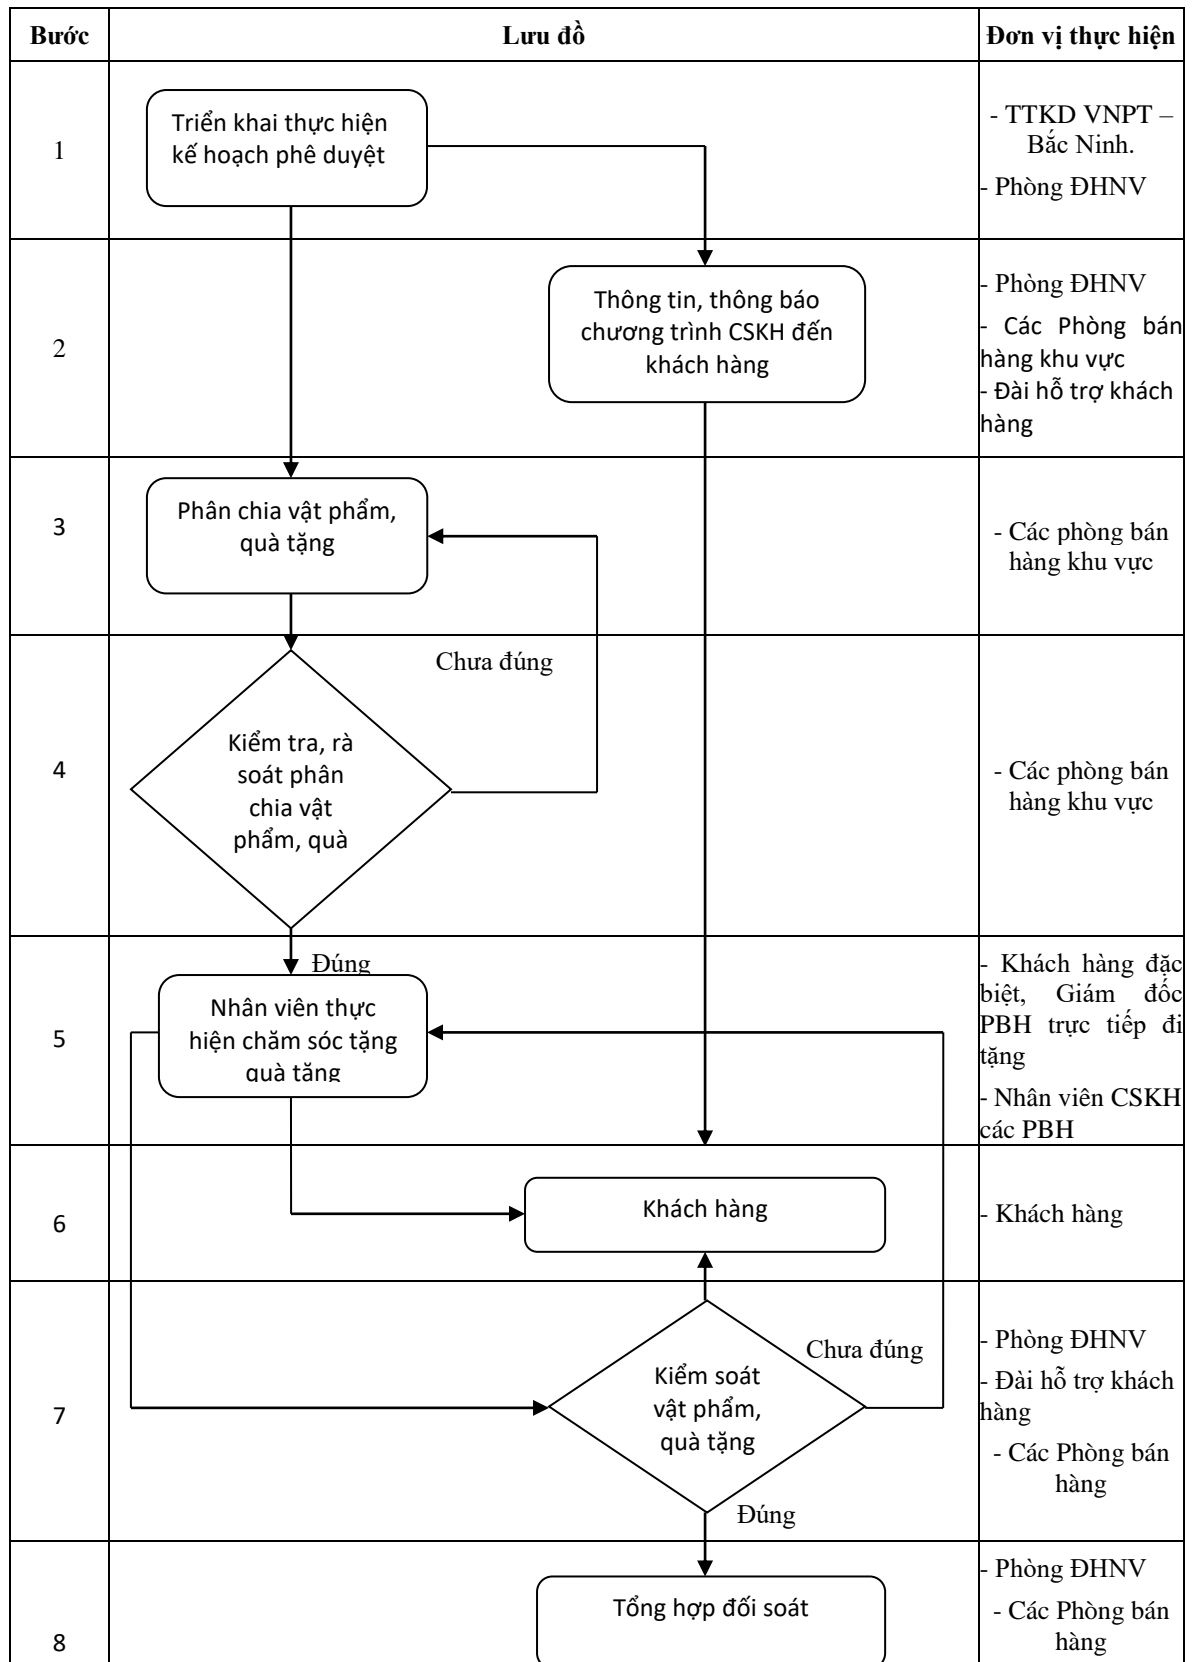 Bước
Lưu đồ
Đơn vị thực hiện
1
Triển khai thực hiện
kế hoạch phê duyệt
- TTKD VNPT –
Bắc Ninh.
- Phòng ĐHNV
2
Thông tin, thông báo
chương trình CSKH đến
khách hàng
- Phòng ĐHNV
- Các Phòng bán
hàng khu vực
- Đài hỗ trợ khách
hàng
3
Phân chia vật phẩm,
quà tặng
- Các phòng bán
hàng khu vực
4
Chưa đúng
Kiểm tra, rà
soát phân
chia vật
phẩm, quà
- Các phòng bán
hàng khu vực
Đúng
5
Nhân viên thực
hiện chăm sóc tặng
quà tặng
- Khách hàng đặc
biệt, Giám đốc
PBH trực tiếp đi
tặng
- Nhân viên CSKH
các PBH
6
Khách hàng
- Khách hàng
7
Chưa đúng
Kiểm soát
vật phẩm,
quà tặng
Đúng
- Phòng ĐHNV
- Đài hỗ trợ khách
hàng
- Các Phòng bán
hàng
8
Tổng hợp đối soát
- Phòng ĐHNV
- Các Phòng bán
hàng